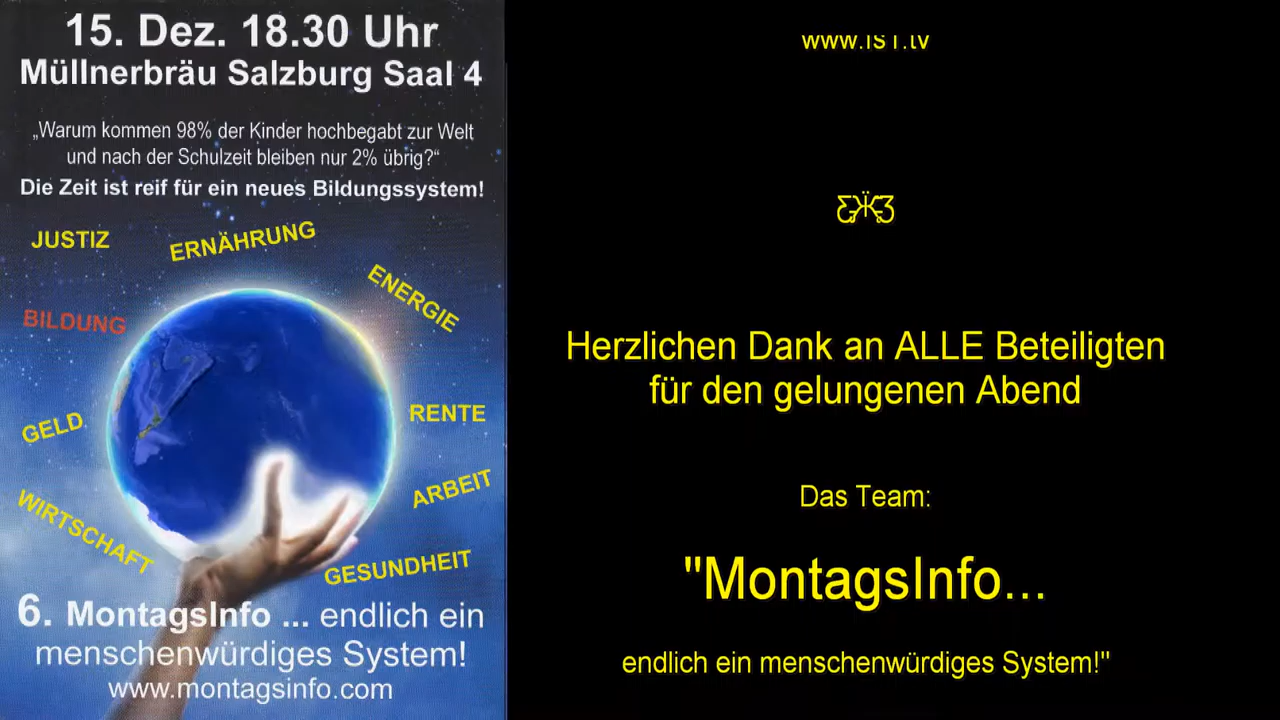 15. Dez. 18.30 Uhr
Müllnerbräu Salzburg Saal 4
„Warum kommen 98% der Kinder hochbegabt zur Welt
und nach der Schulzeit bleiben nur 2% übrig?“
Die Zeit ist reif für ein neues Bildungssystem!
JUSTIZ
ERNÄHRUNG
ENERGIE
BILDUNG
GELD
RENTE
ARBEIT
WIRTSCHAFT
GESUNDHEIT
6. MontagsInfo ... endlich ein
menschenwürdiges System!
www.montagsinfo.com
Herzlichen Dank an ALLE Beteiligten
für den gelungenen Abend
Das Team:
"MontagsInfo...
endlich ein menschenwürdiges System!"